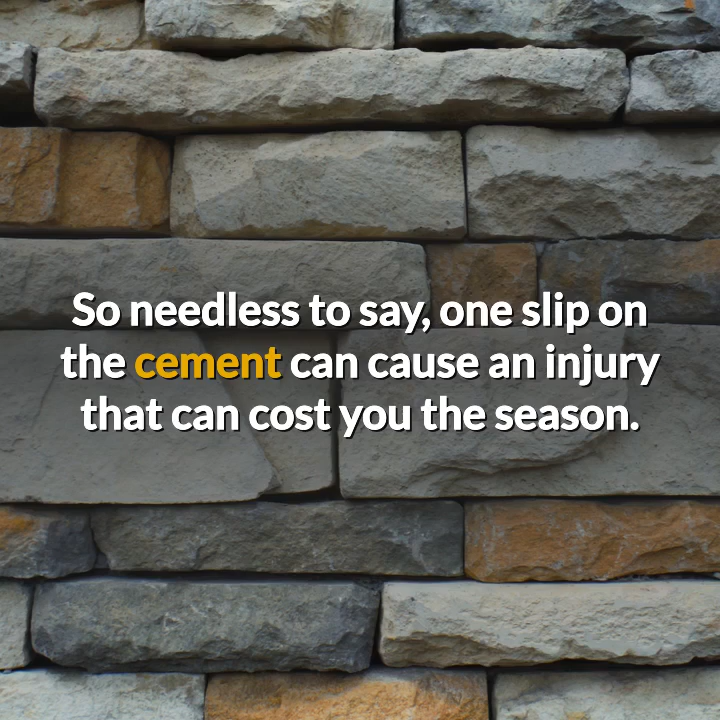 So needless to say, one slip on
the cement can cause an injury
that can cost you the season.